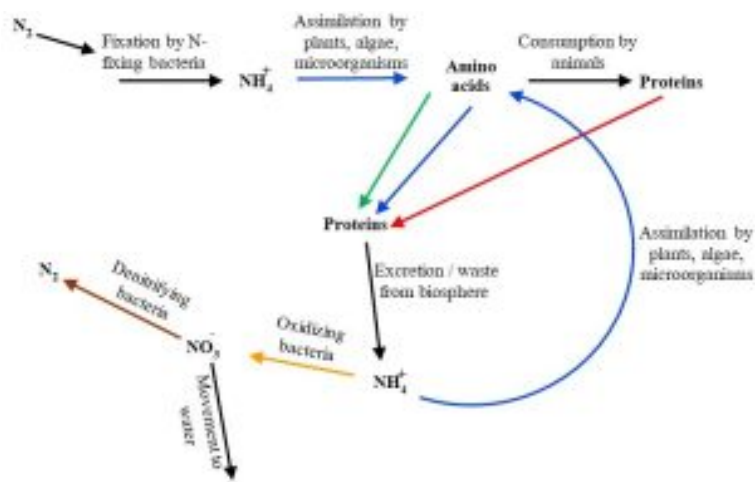 N₂
Fixation by N-
fixing bacteria
NH₄⁺
Assimilation by
plants, algae,
microorganisms
Amino
acids
Consumption by
animals
Proteins
Proteins
Excretion / waste
from biosphere
Assimilation by
plants, algae,
microorganisms
N₂
Denitrifying
bacteria
NO₃⁻
Oxidizing
bacteria
NH₄⁺
Movement to
water